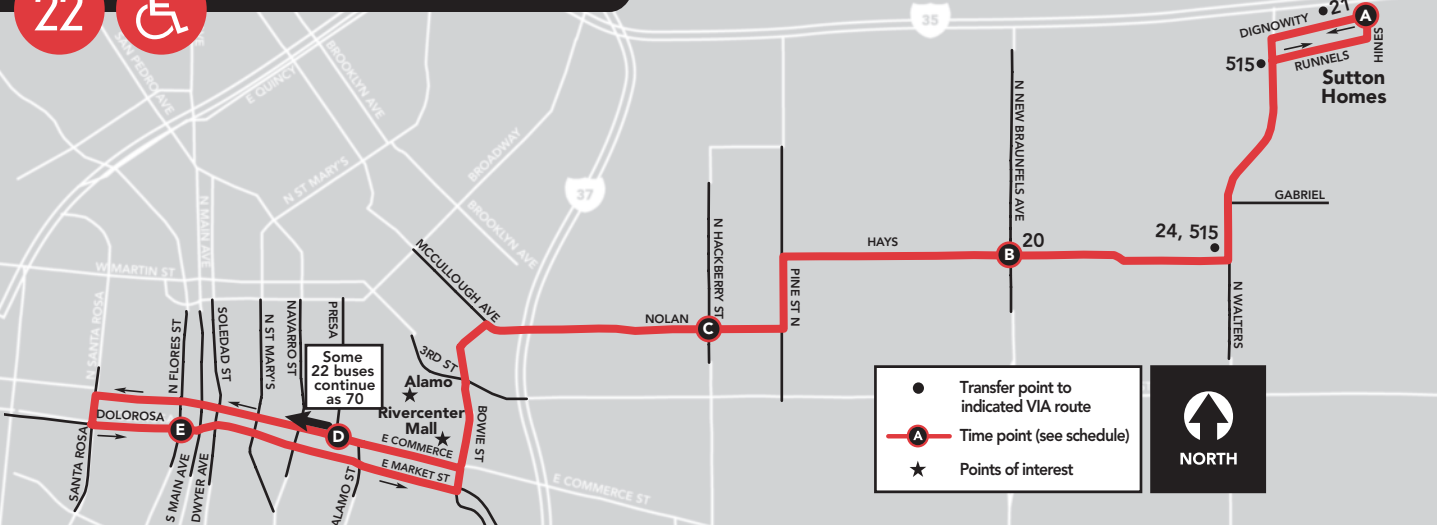 22
35
21
A
DIGNOWITY
HINES
RUNNELS
515
Sutton
Homes
SAN PEDRO AVE
E QUINCY
BROOKLYN AVE
BROADWAY
N ST MARY'S
N MAIN AVE
BROOKLYN AVE
37
N NEW BRAUNFELS AVE
GABRIEL
24, 515
HAYS
B
20
MCCULLOUGH AVE
N HACKBERRY ST
PINE ST N
N WALTERS
W MARTIN ST
N SANTA ROSA
NOLAN
C
N FLORES ST
SOLEDAD ST
N ST MARY'S
NAVARRO ST
PRESA
Some
22 buses
continue
as 70
3RD ST
Alamo
Rivercenter
Mall
BOWIE ST
DOLOROSA
E
D
E COMMERCE
E MARKET ST
E COMMERCE ST
SANTA ROSA
S MAIN AVE
DWYER AVE
ALAMO ST
Transfer point to
indicated VIA route
A
Time point (see schedule)
Points of interest
NORTH